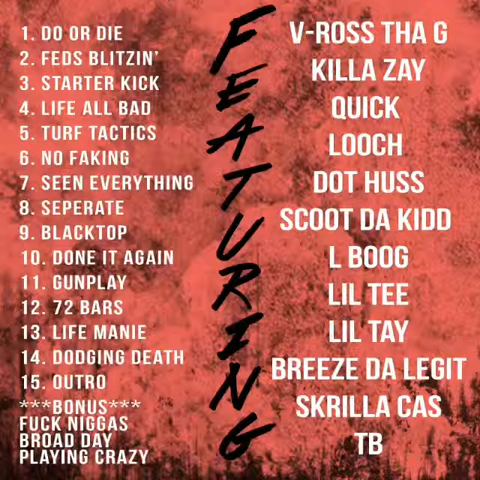 1. DO OR DIE
2. FEDS BLITZIN'
3. STARTER KICK
4. LIFE ALL BAD
5. TURF TACTICS
6. NO FAKING
7. SEEN EVERYTHING
8. SEPERATE
9. BLACKTOP
10. DONE IT AGAIN
11. GUNPLAY
12. 72 BARS
13. LIFE MANIE
14. DODGING DEATH
15. OUTRO
***BONUS***
FUCK NIGGAS
BROAD DAY
PLAYING CRAZY
FEATURING
V-ROSS THA G
KILLA ZAY
QUICK
LOOCH
DOT HUSS
SCOOT DA KIDD
L BOOG
LIL TEE
LIL TAY
BREEZE DA LEGIT
SKRILLA CAS
TB